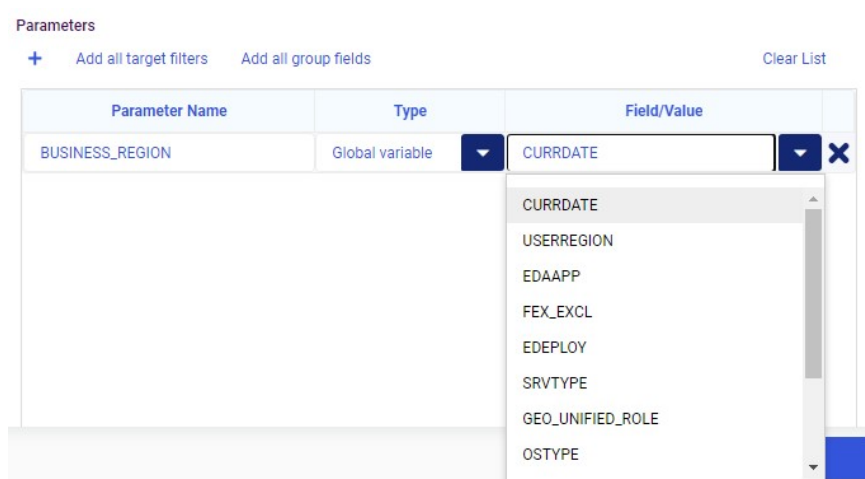 Parameters
+ Add all target filters Add all group fields Clear List
Parameter Name Type Field/Value
BUSINESS_REGION Global variable CURRDATE
CURRDATE
USERREGION
EDAAPP
FEX_EXCL
EDEPLOY
SRVTYPE
GEO_UNIFIED_ROLE
OSTYPE